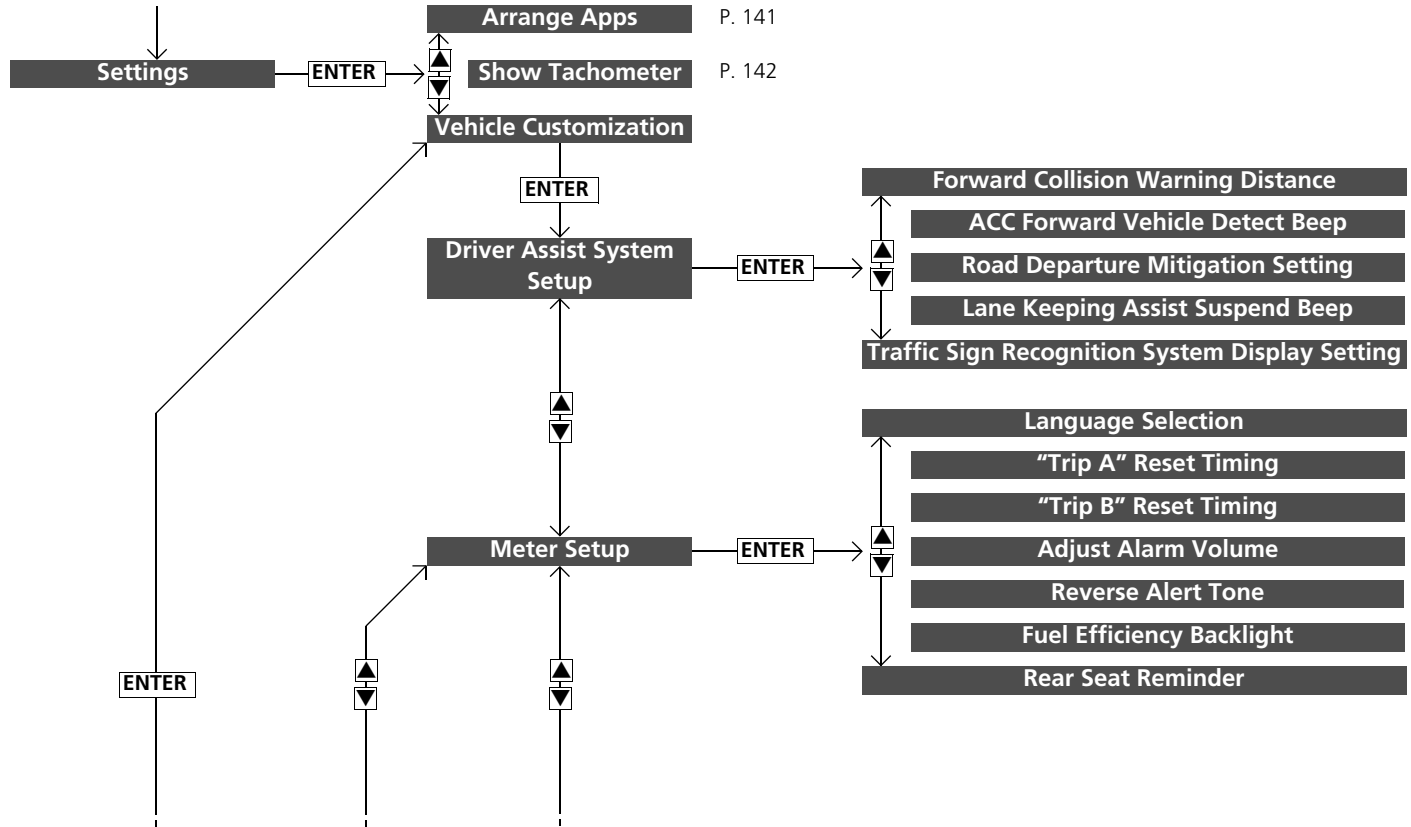 Arrange Apps P. 141
Settings ENTER Show Tachometer P. 142
▲
▼
Vehicle Customization
ENTER
Driver Assist System
Setup
ENTER
Forward Collision Warning Distance
ACC Forward Vehicle Detect Beep
▲
▼
Road Departure Mitigation Setting
Lane Keeping Assist Suspend Beep
Traffic Sign Recognition System Display Setting
▲
▼
Meter Setup
ENTER
Language Selection
“Trip A” Reset Timing
“Trip B” Reset Timing
▲
▼
Adjust Alarm Volume
Reverse Alert Tone
Fuel Efficiency Backlight
Rear Seat Reminder
ENTER
▲
▼
▲
▼